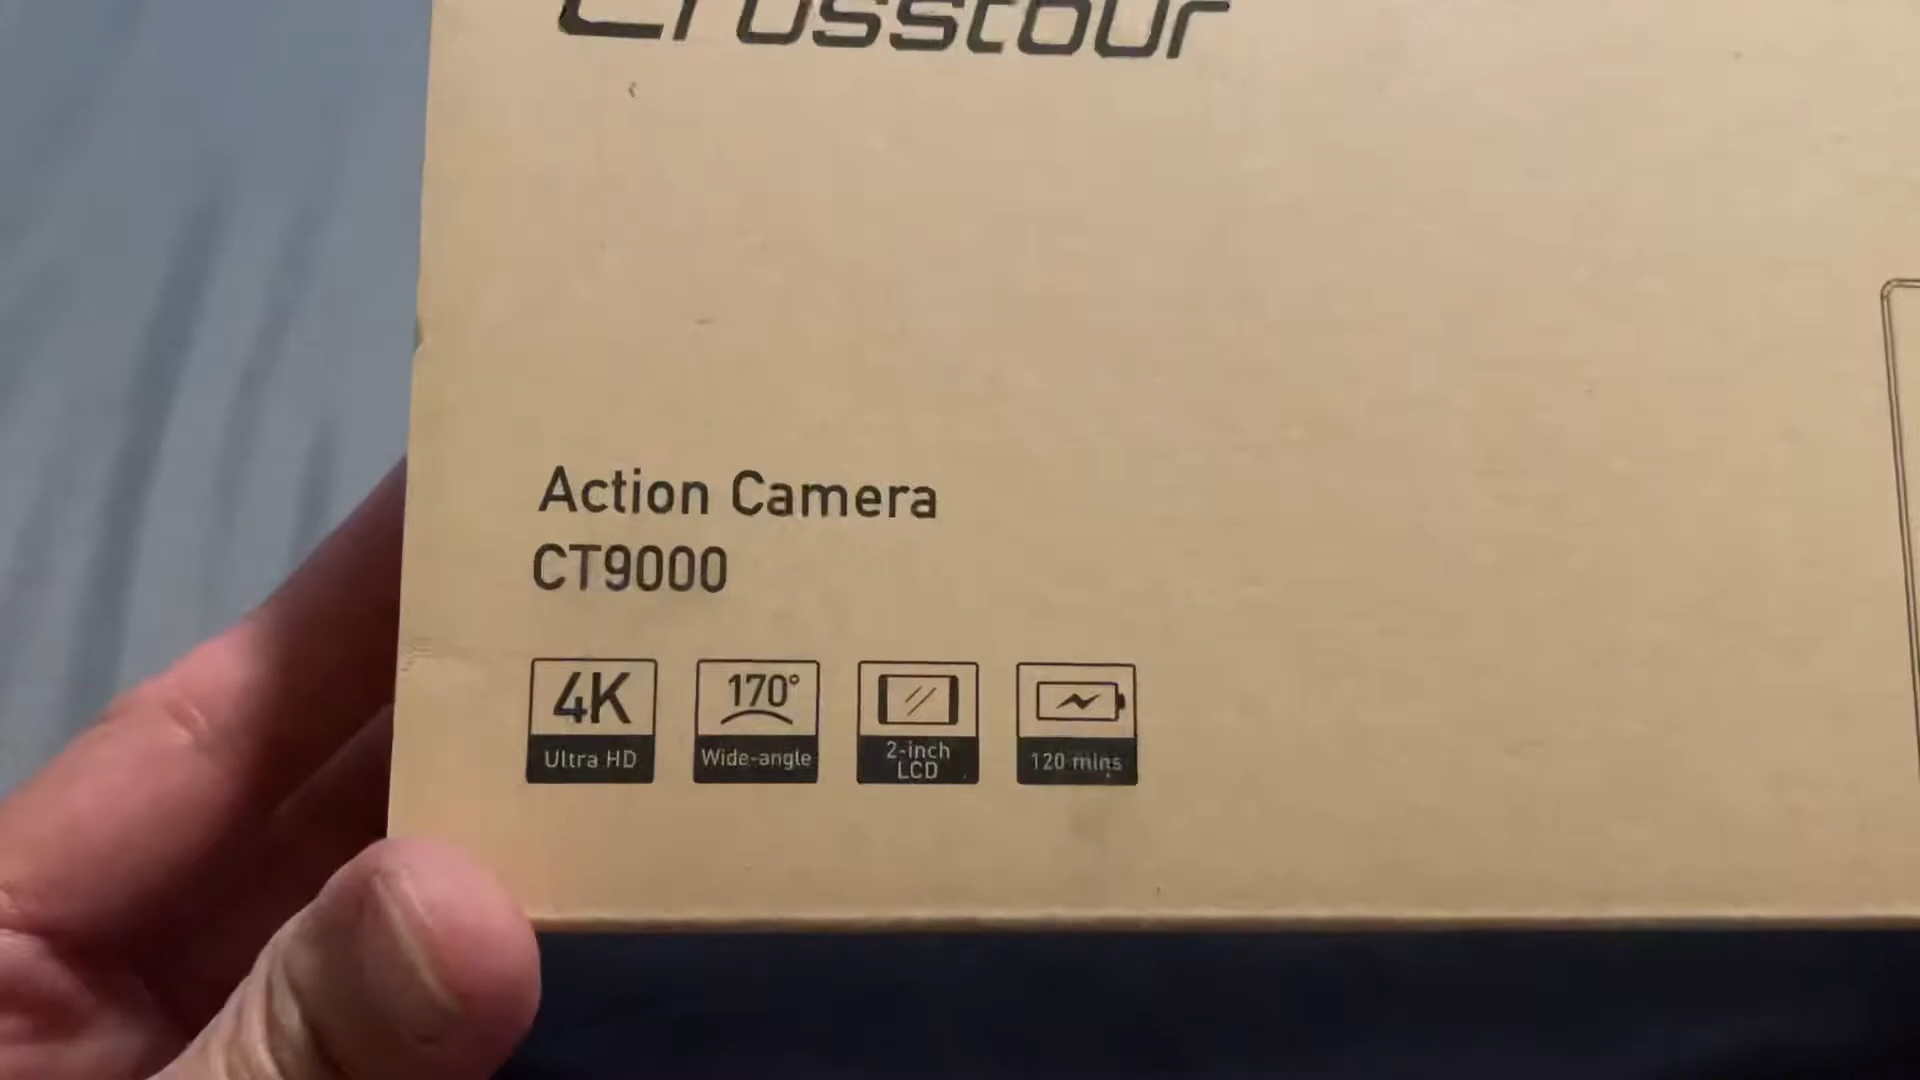 Crosstour
Action Camera
CT9000
4K
Ultra HD
170°
Wide-angle
2-inch
LCD
120 mins